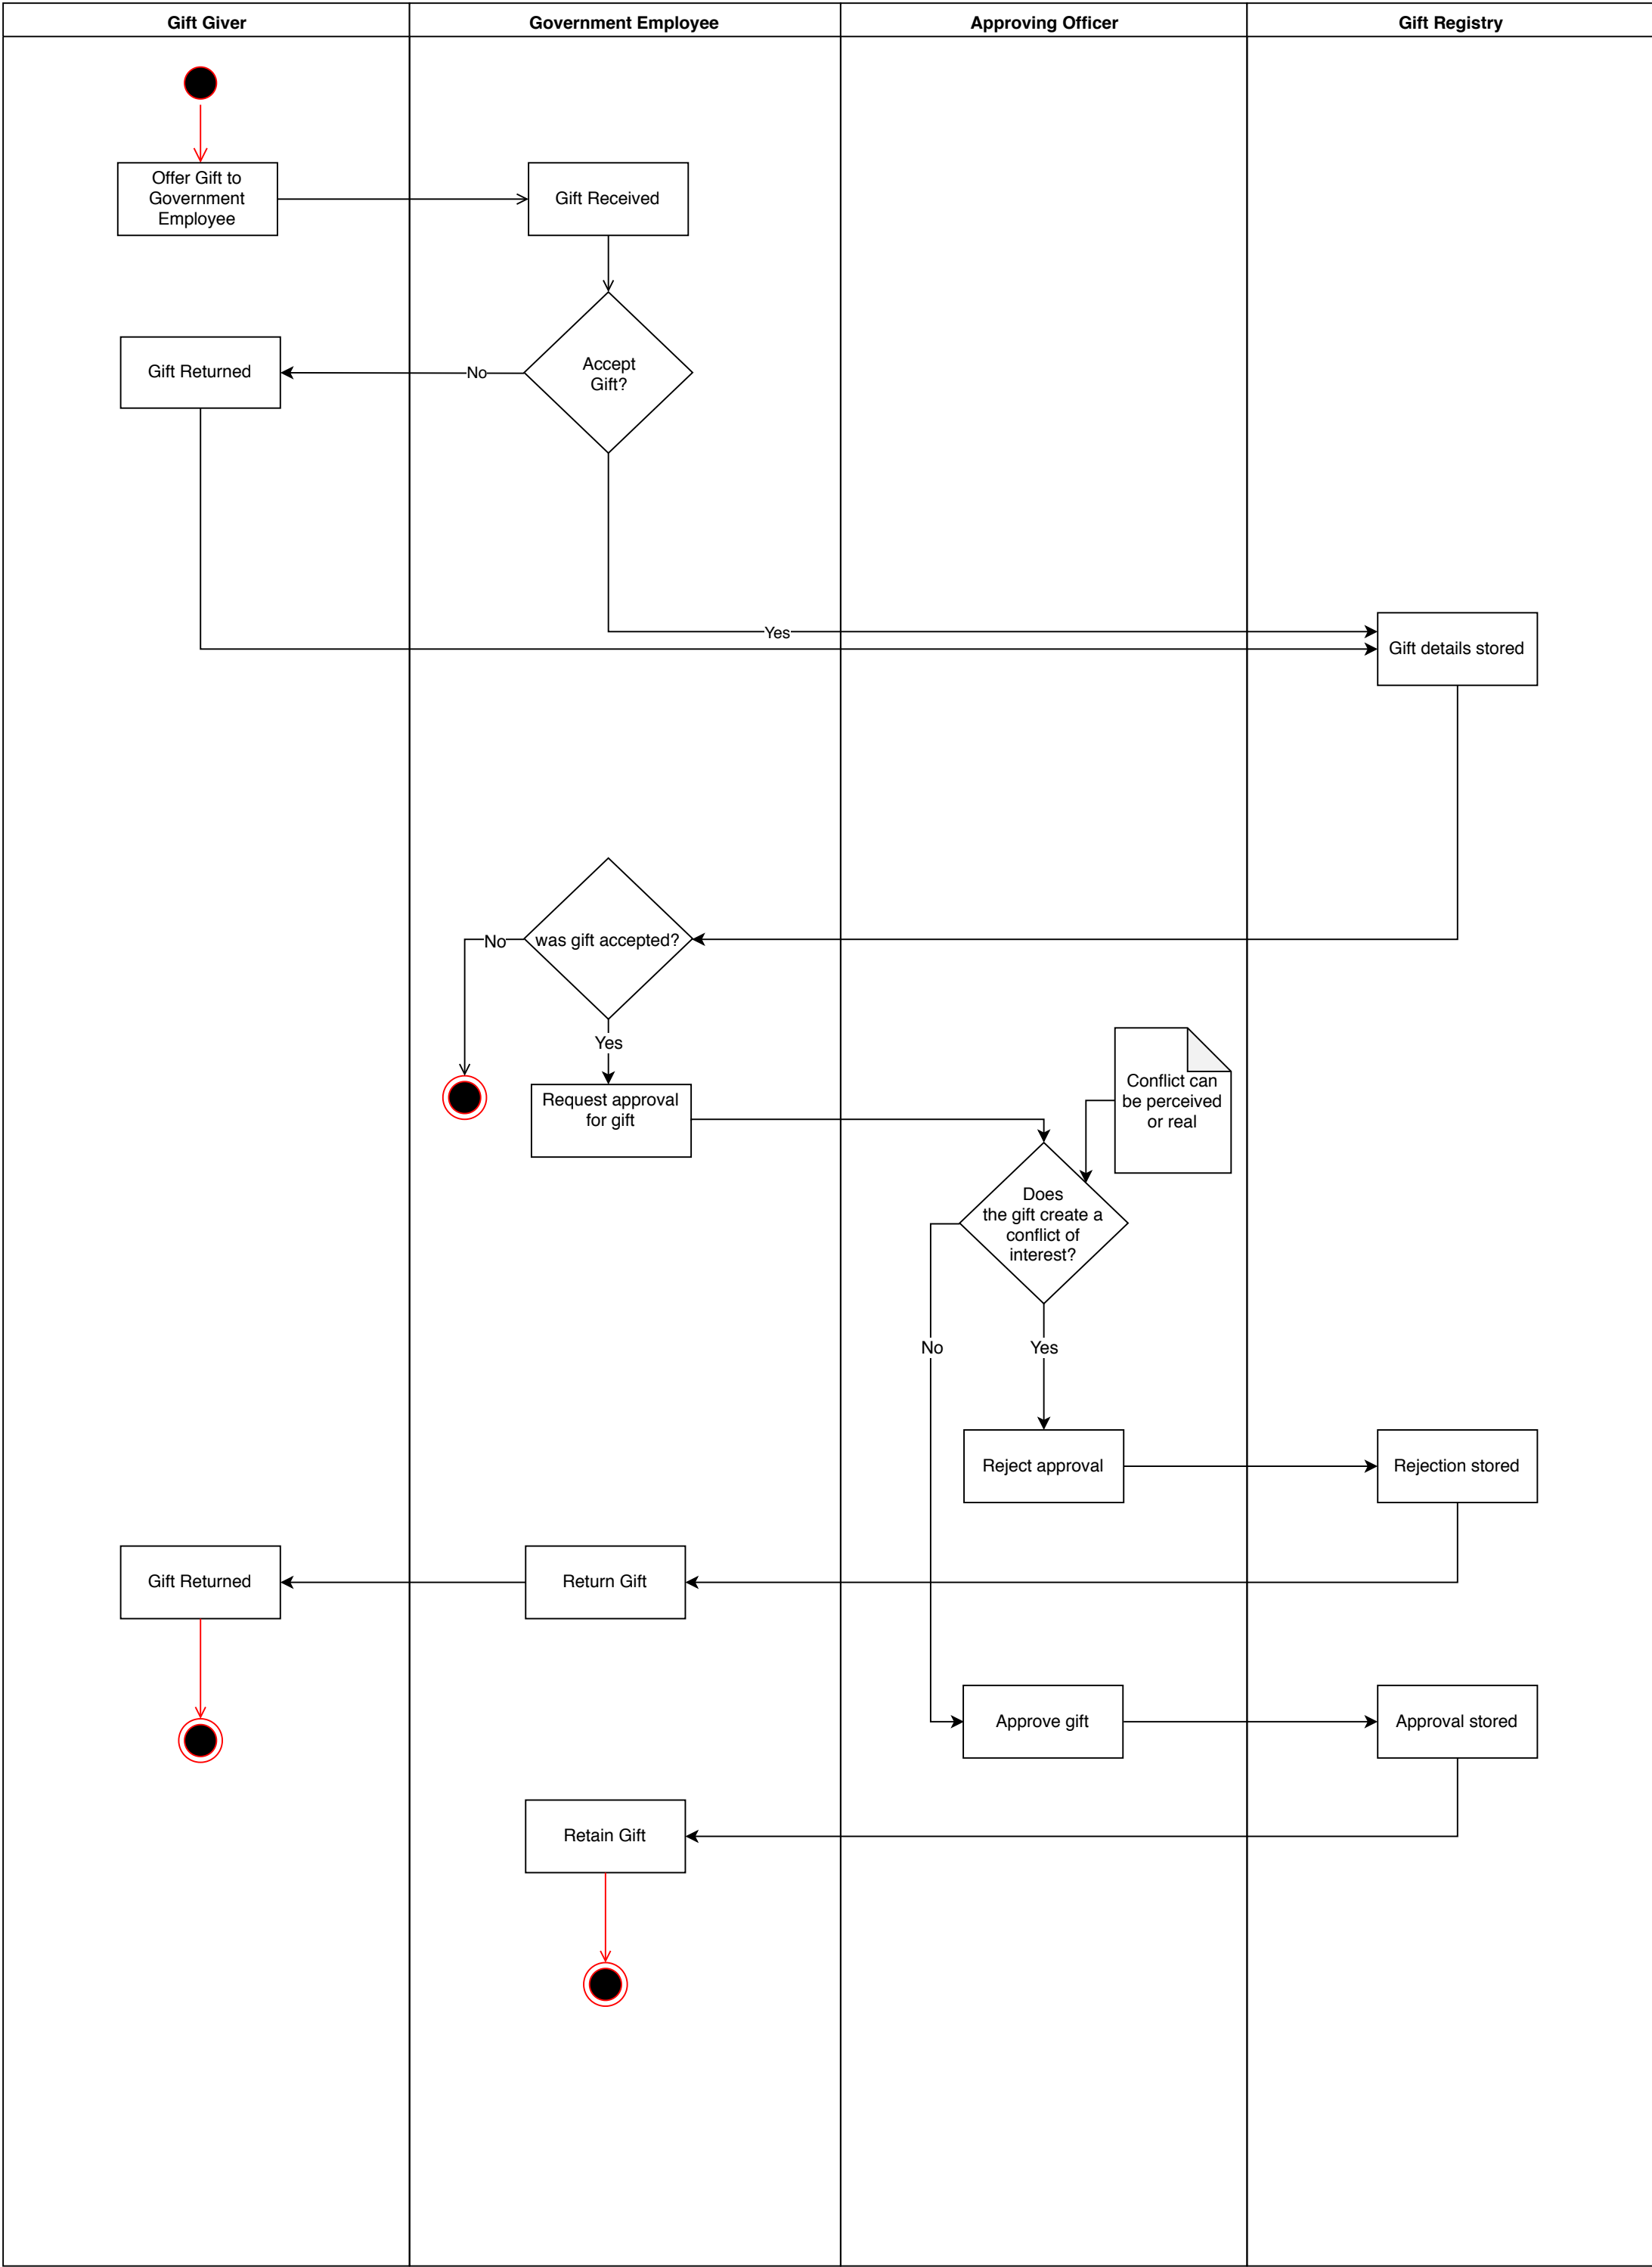 Gift Giver
Government Employee
Approving Officer
Gift Registry
Offer Gift to
Government
Employee
Gift Received
Gift Returned
No
Accept
Gift?
Yes
Gift details stored
No
was gift accepted?
Yes
Request approval
for gift
Conflict can
be perceived
or real
Does
the gift create a
conflict of
interest?
No
Yes
Reject approval
Rejection stored
Gift Returned
Return Gift
Approve gift
Approval stored
Retain Gift